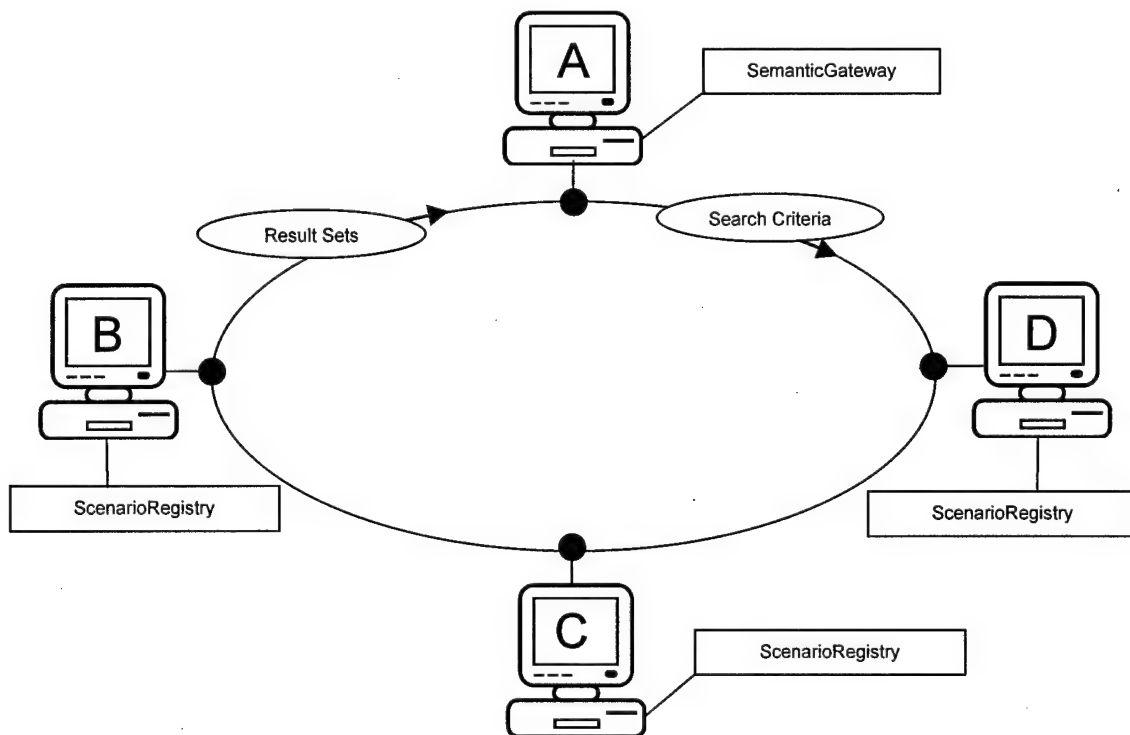 A
SemanticGateway
Result Sets
Search Criteria
B
D
ScenarioRegistry
ScenarioRegistry
C
ScenarioRegistry